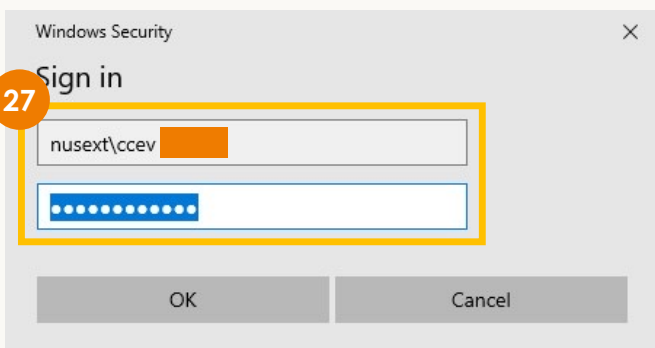 Windows Security
Sign in
27
nusext\ccev
●●●●●●●●●●●●
OK Cancel